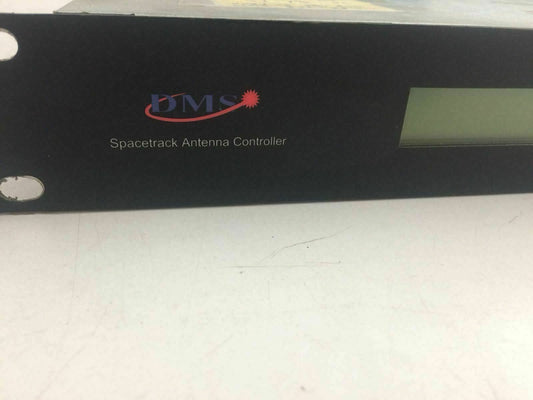 DMS
Spacetrack Antenna Controller